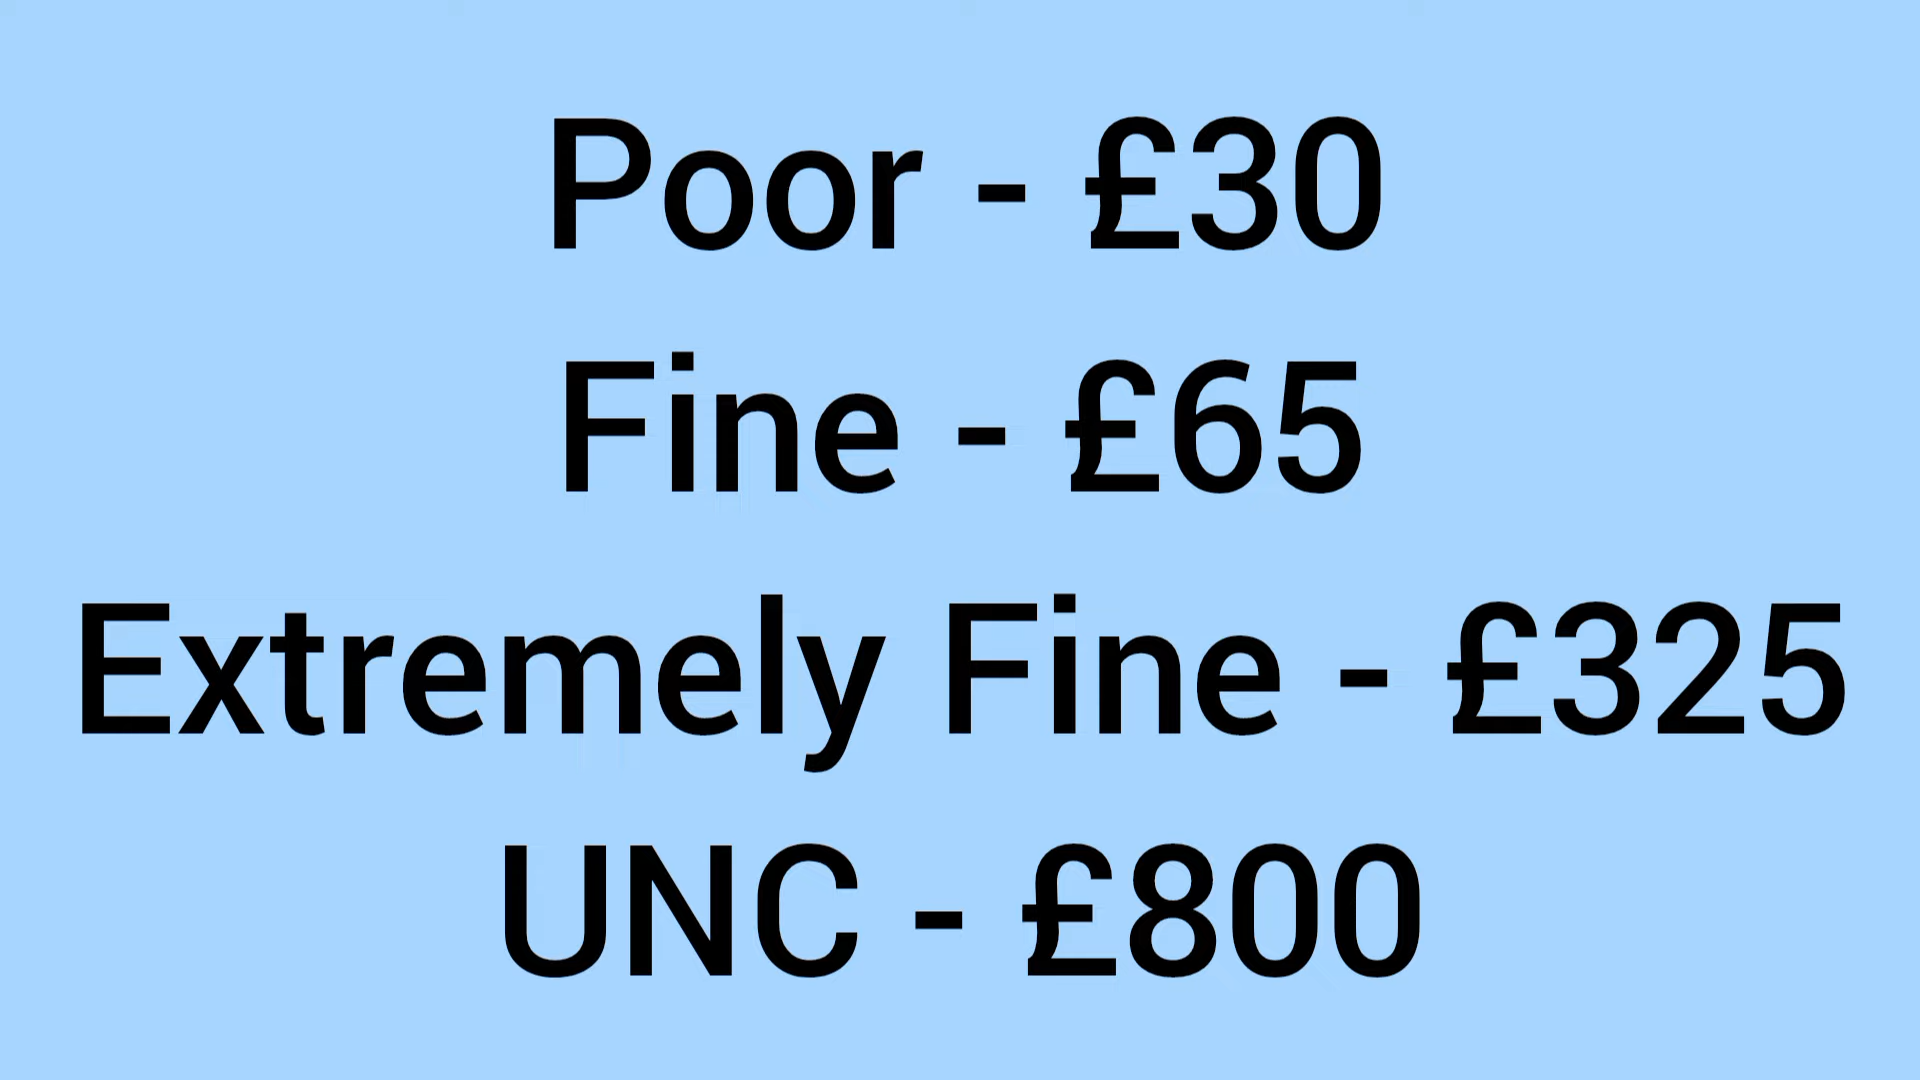 Poor - £30
Fine - £65
Extremely Fine - £325
UNC - £800